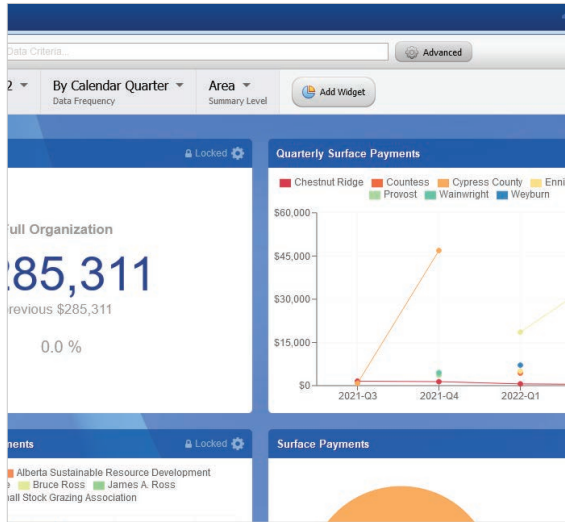 Data Criteria...
Advanced
2
By Calendar Quarter
Data Frequency
Area
Summary Level
Add Widget
Locked
Quarterly Surface Payments
Full Organization
285,311
revious $285,311
0.0 %
Chestnut Ridge Countess Cypress County Enni
Provost Wainwright Weyburn
$60,000
$45,000
$30,000
$15,000
$0
2021-Q3 2021-Q4 2022-Q1
ments
Locked
Surface Payments
Alberta Sustainable Resource Development
e Bruce Ross James A. Ross
all Stock Grazing Association